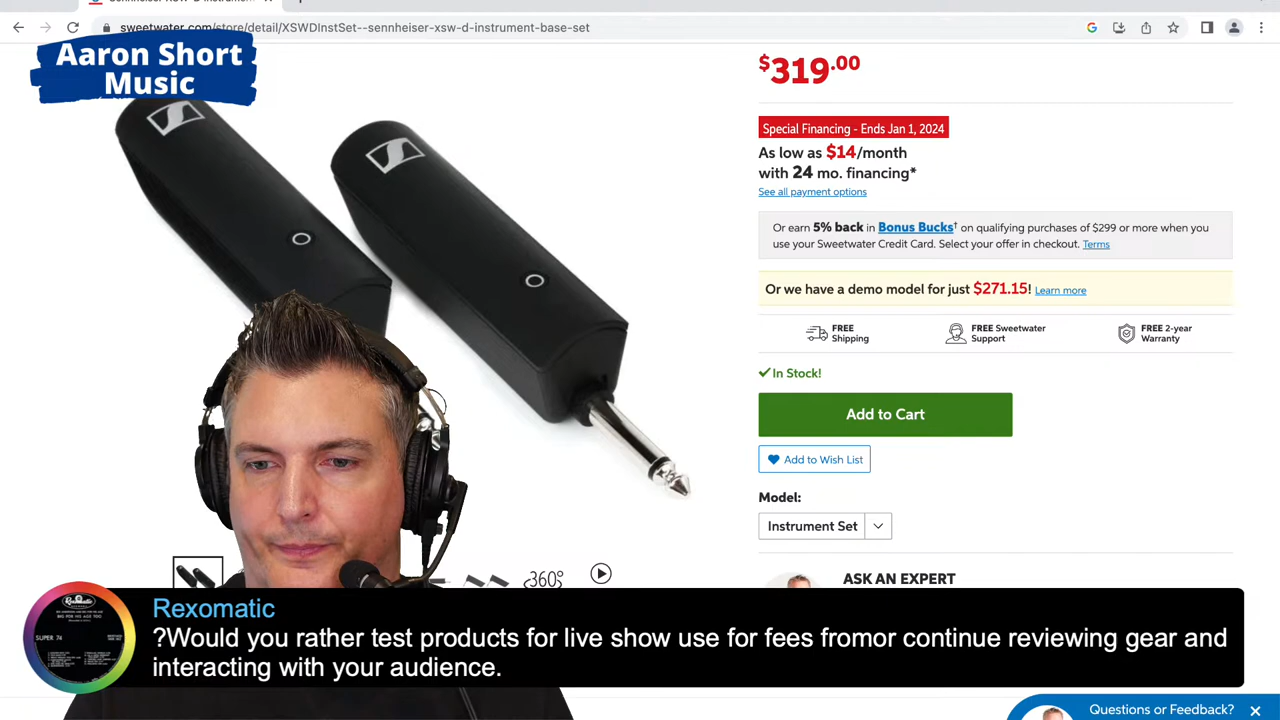 sweetwater.com/store/detail/XSWDInstSet--sennheiser-xsw-d-instrument-base-set
Aaron Short
Music
$319.00
Special Financing - Ends Jan 1, 2024
As low as $14/month
with 24 mo. financing*
See all payment options
Or earn 5% back in Bonus Bucks† on qualifying purchases of $299 or more when you
use your Sweetwater Credit Card. Select your offer in checkout. Terms
Or we have a demo model for just $271.15! Learn more
FREE
Shipping
FREE Sweetwater
Support
FREE 2-year
Warranty
In Stock!
Add to Cart
Add to Wish List
Model:
Instrument Set
360°
ASK AN EXPERT
Rexomatic
?Would you rather test products for live show use for fees fromor continue reviewing gear and
interacting with your audience.
SUPER 74
Questions or Feedback?